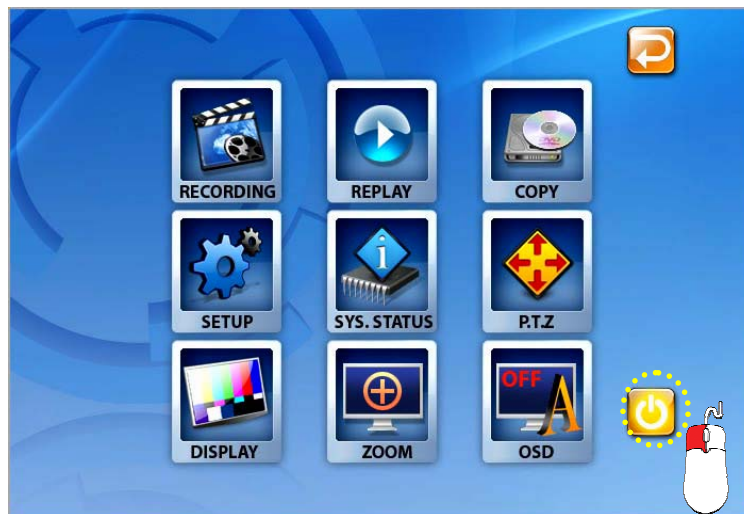 RECORDING
REPLAY
COPY
SETUP
SYS. STATUS
P.T.Z
DISPLAY
ZOOM
OFF
A
OSD